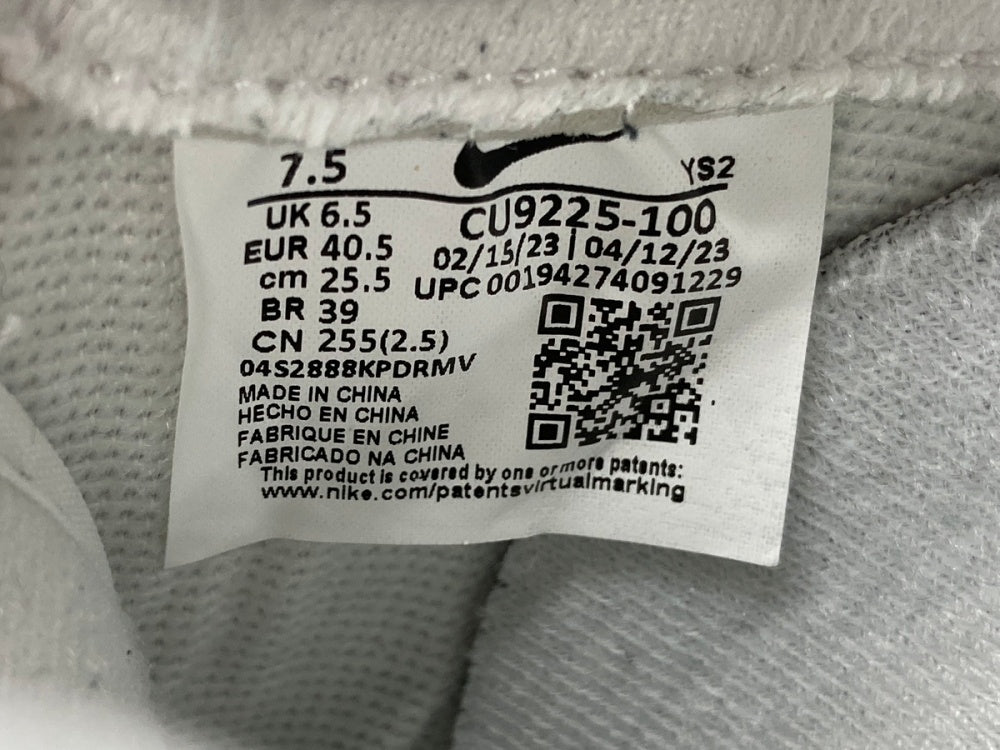 7.5
YS2
UK 6.5
EUR 40.5
cm 25.5
BR 39
CN 255(2.5)
CU9225-100
02/15/23 | 04/12/23
UPC 00194274091229
04S2888KPDRMV
MADE IN CHINA
HECHO EN CHINA
FABRIQUE EN CHINE
FABRICADO NA CHINA
This product is covered by one or more patents:
www.nike.com/patentsvirtualmarking